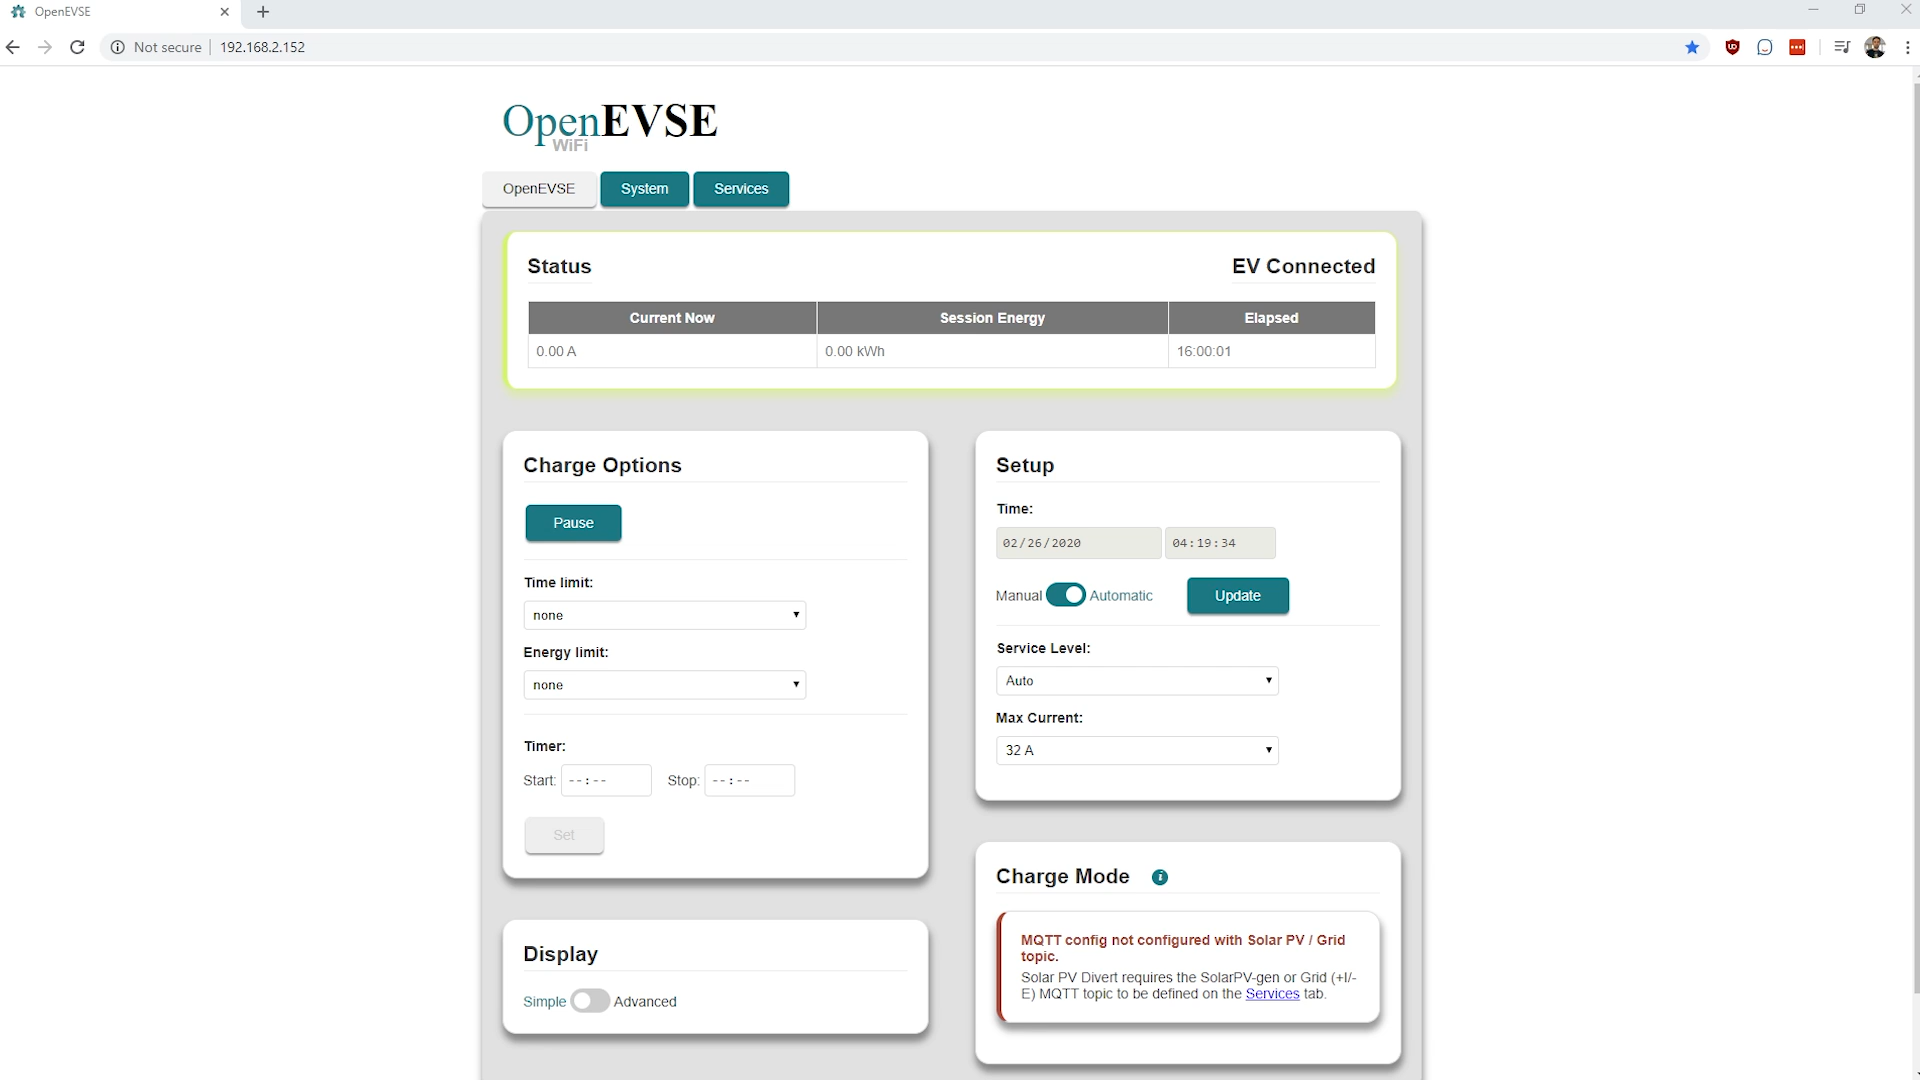 OpenEVSE
Not secure 192.168.2.152
OpenEVSE
WiFi
OpenEVSE System Services
Status EV Connected
Current Now Session Energy Elapsed
0.00 A 0.00 kWh 16:00:01
Charge Options
Pause
Time limit:
none
Energy limit:
none
Timer:
Start: --:-- Stop: --:--
Set
Display
Simple Advanced
Setup
Time:
02/26/2020 04:19:34
Manual Automatic Update
Service Level:
Auto
Max Current:
32 A
Charge Mode
MQTT config not configured with Solar PV / Grid
topic.
Solar PV Divert requires the SolarPV-gen or Grid (+I/-
E) MQTT topic to be defined on the Services tab.